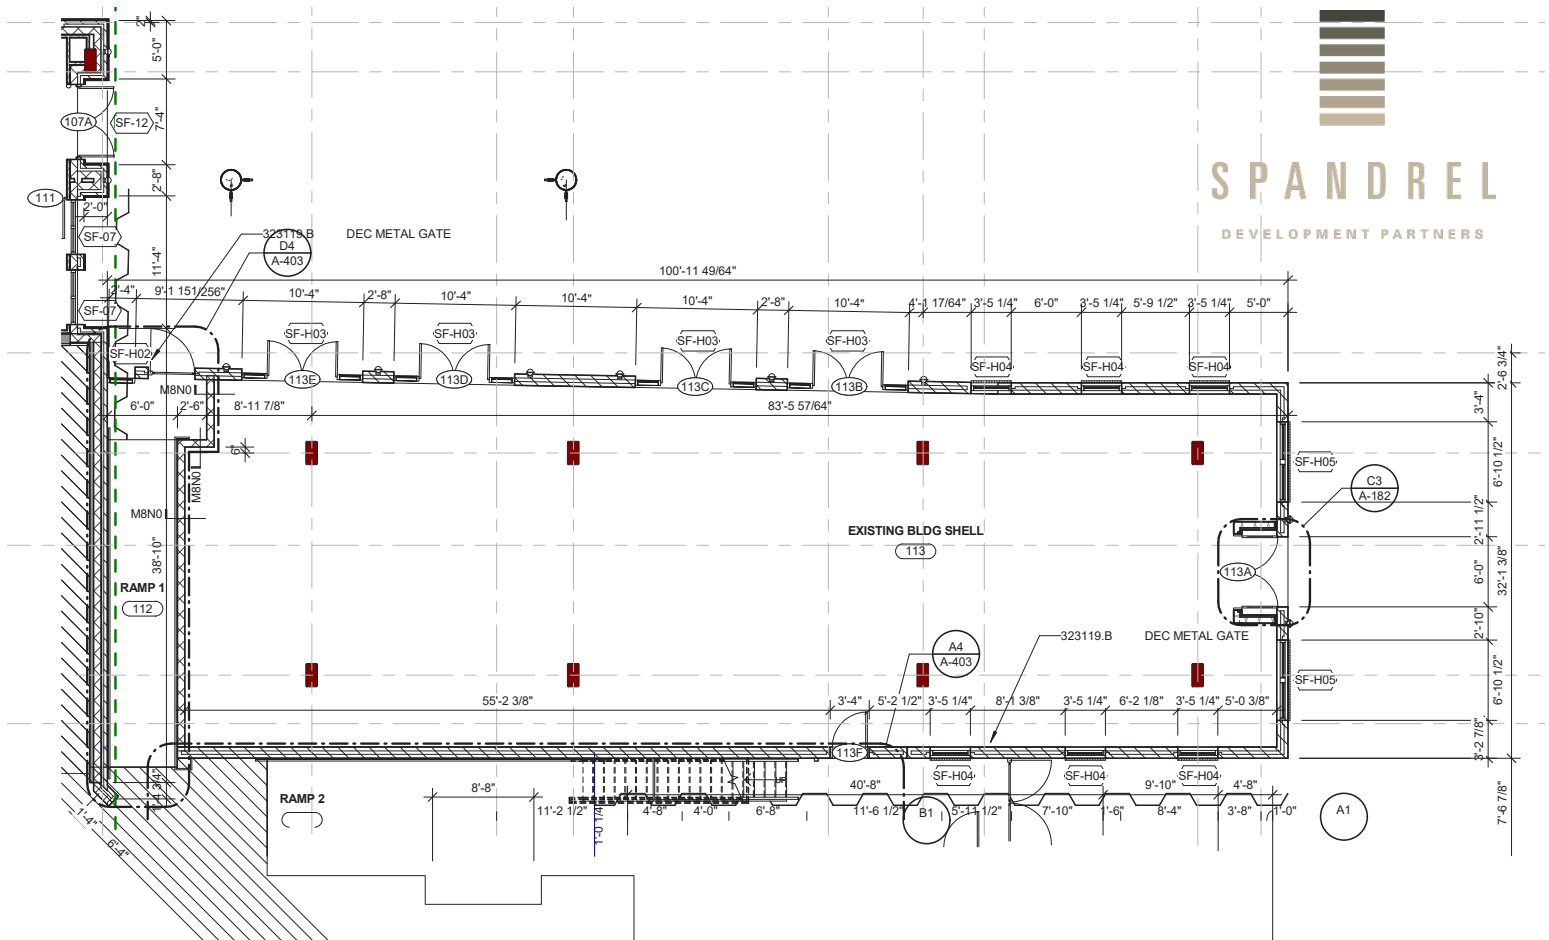 2"
5'-0"
107A
SF-12
7'-4"
2'-8"
111
2'-0"
SF-07
11'-4"
SF-07
SPANDREL
DEVELOPMENT PARTNERS
323119.B
DEC METAL GATE
D4
A-403
100'-11 49/64"
2'-4"
9'-1 151/256"
10'-4"
2'-8"
10'-4"
10'-4"
10'-4"
2'-8"
10'-4"
4'-1 17/64"
3'-5 1/4"
6'-0"
3'-5 1/4"
5'-9 1/2"
3'-5 1/4"
5'-0"
SF-H02
SF-H03
SF-H03
SF-H03
SF-H03
SF-H04
SF-H04
SF-H04
2'-6 3/4"
113E
113D
113C
113B
M8N0
6'-0"
2'-6"
8'-11 7/8"
83'-5 57/64"
3'-4"
6"
M8N0
M8N0
SF-H05
6'-10 1/2"
C3
A-182
2'-11 1/2"
EXISTING BLDG SHELL
113
38'-10"
RAMP 1
112
113A
6'-0"
32'-1 3/8"
2'-10"
323119.B
DEC METAL GATE
A4
A-403
SF-H05
6'-10 1/2"
55'-2 3/8"
3'-4"
5'-2 1/2"
3'-5 1/4"
8'-1 3/8"
3'-5 1/4"
6'-2 1/8"
3'-5 1/4"
5'-0 3/8"
3'-2 7/8"
113F
SF-H04
SF-H04
SF-H04
UP
RAMP 2
8'-8"
40'-8"
9'-10"
4'-8"
11'-2 1/2"
4'-8"
4'-0"
6'-8"
11'-6 1/2"
B1
5'-11 1/2"
7'-10"
1'-6"
8'-4"
3'-8"
1'-0"
A1
7'-6 7/8"
1'-0 1/4"
1'-4"
6'-4"